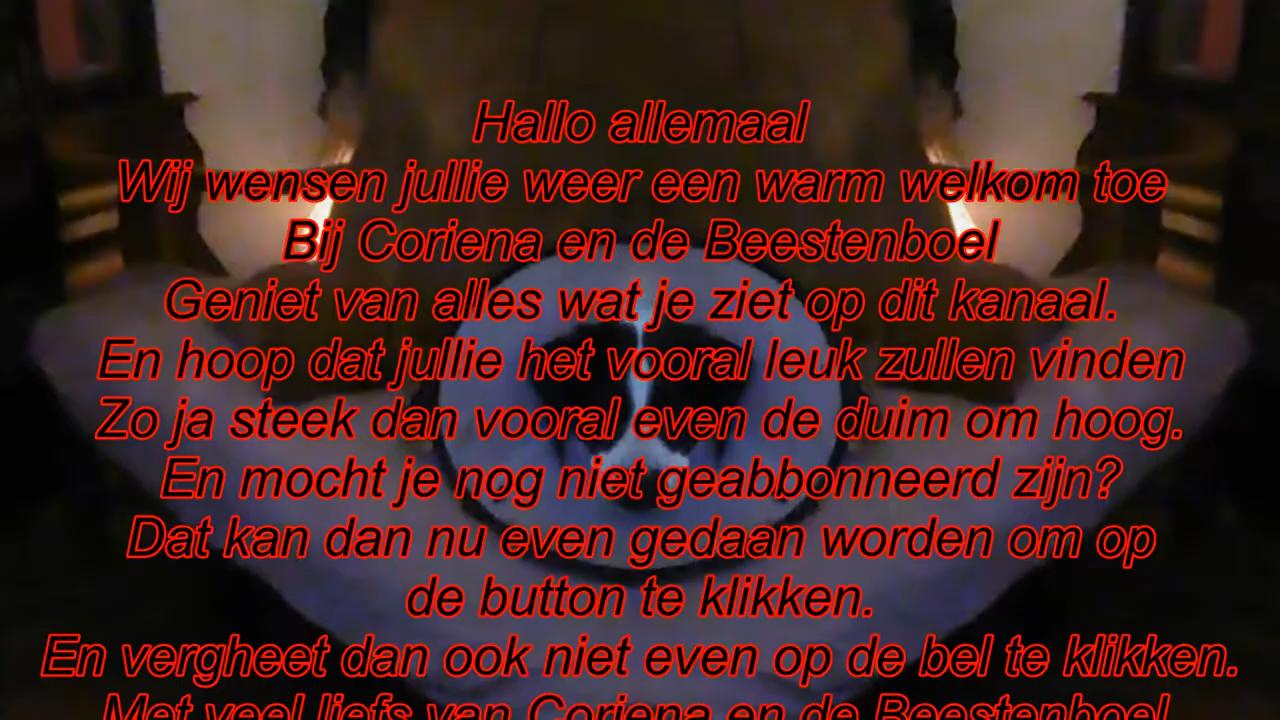 Hallo allemaal
Wij wensen jullie weer een warm welkom toe
Bij Coriena en de Beestenboel
Geniet van alles wat je ziet op dit kanaal.
En hoop dat jullie het vooral leuk zullen vinden
Zo ja steek dan vooral even de duim om hoog.
En mocht je nog niet geabbonneerd zijn?
Dat kan dan nu even gedaan worden om op
de button te klikken.
En vergheet dan ook niet even op de bel te klikken.
Met veel liefs van Coriena en de Beestenboel